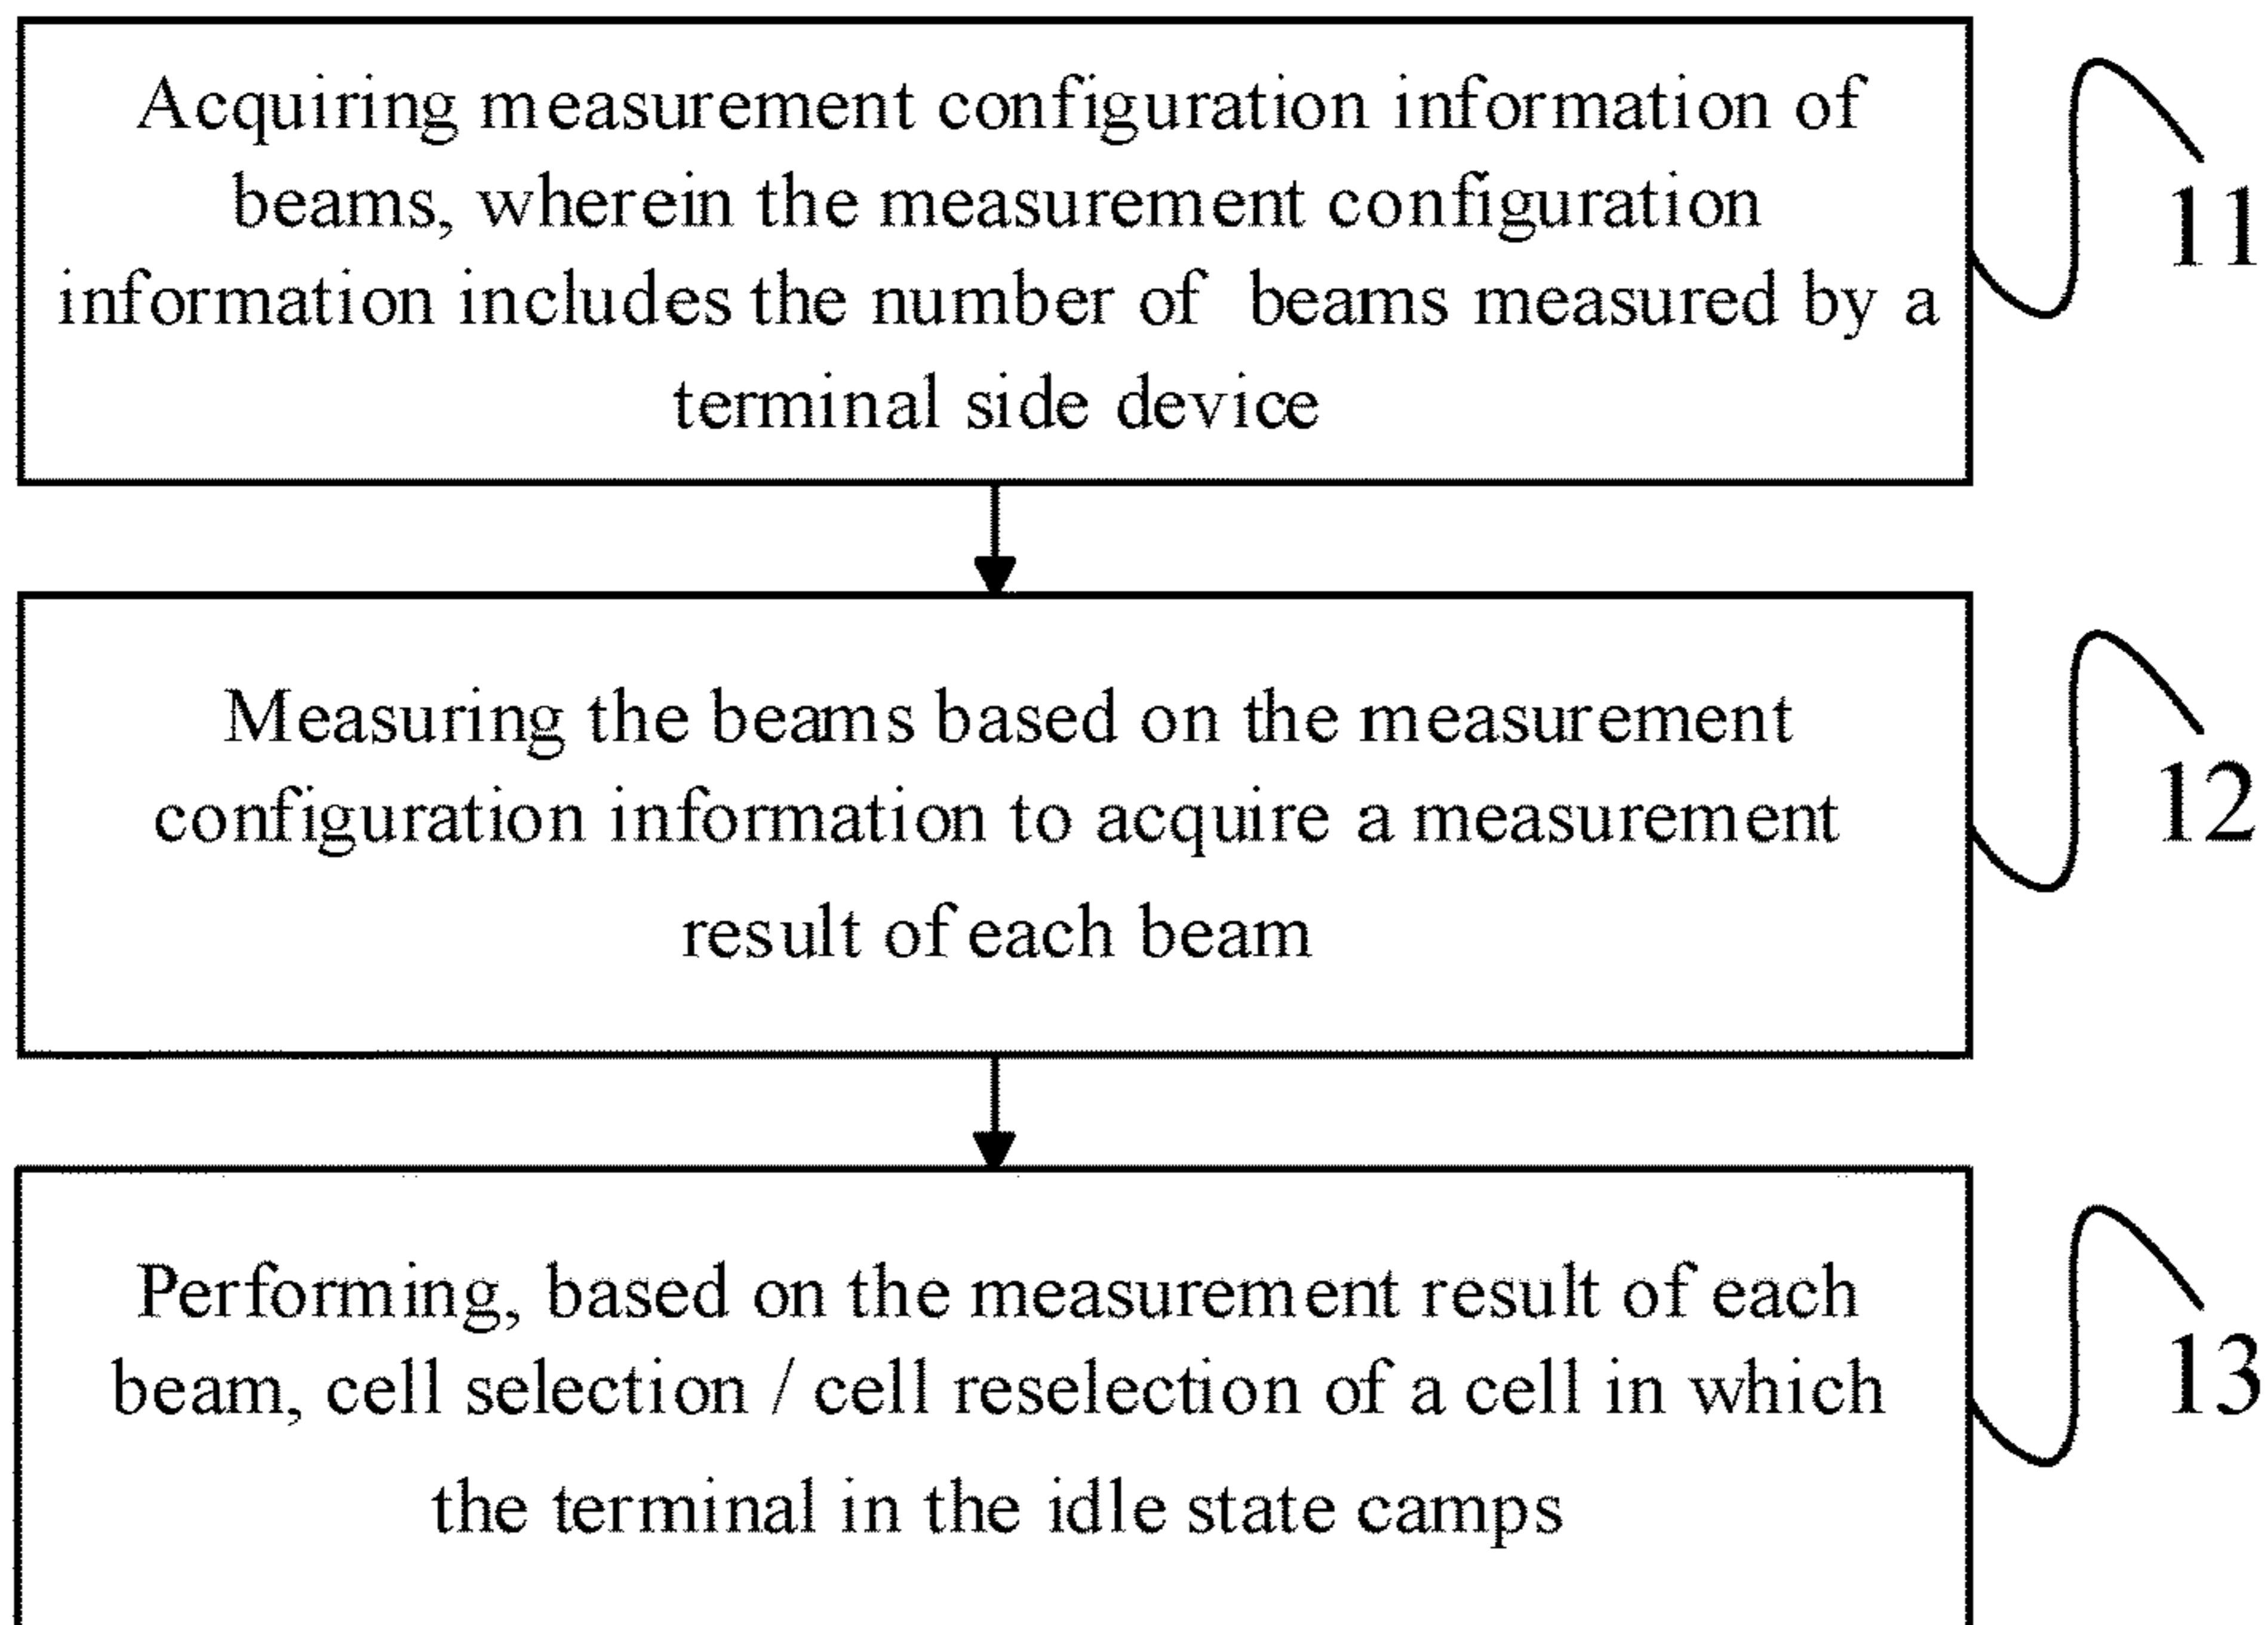 Acquiring measurement configuration information of
beams, wherein the measurement configuration
information includes the number of beams measured by a
terminal side device
11
Measuring the beams based on the measurement
configuration information to acquire a measurement
result of each beam
12
Performing, based on the measurement result of each
beam, cell selection / cell reselection of a cell in which
the terminal in the idle state camps
13